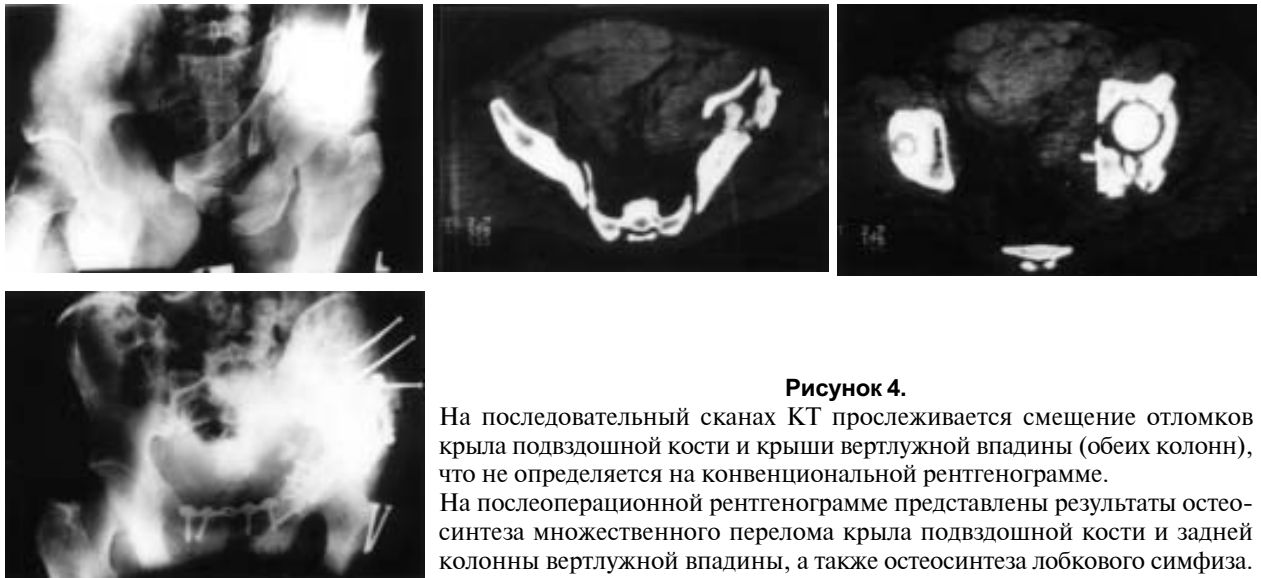 L
Рисунок 4.
На последовательный сканах КТ прослеживается смещение отломков
крыла подвздошной кости и крыши вертлужной впадины (обеих колонн),
что не определяется на конвенциональной рентгенограмме.
На послеоперационной рентгенограмме представлены результаты остео-
синтеза множественного перелома крыла подвздошной кости и задней
колонны вертлужной впадины, а также остеосинтеза лобкового симфиза.